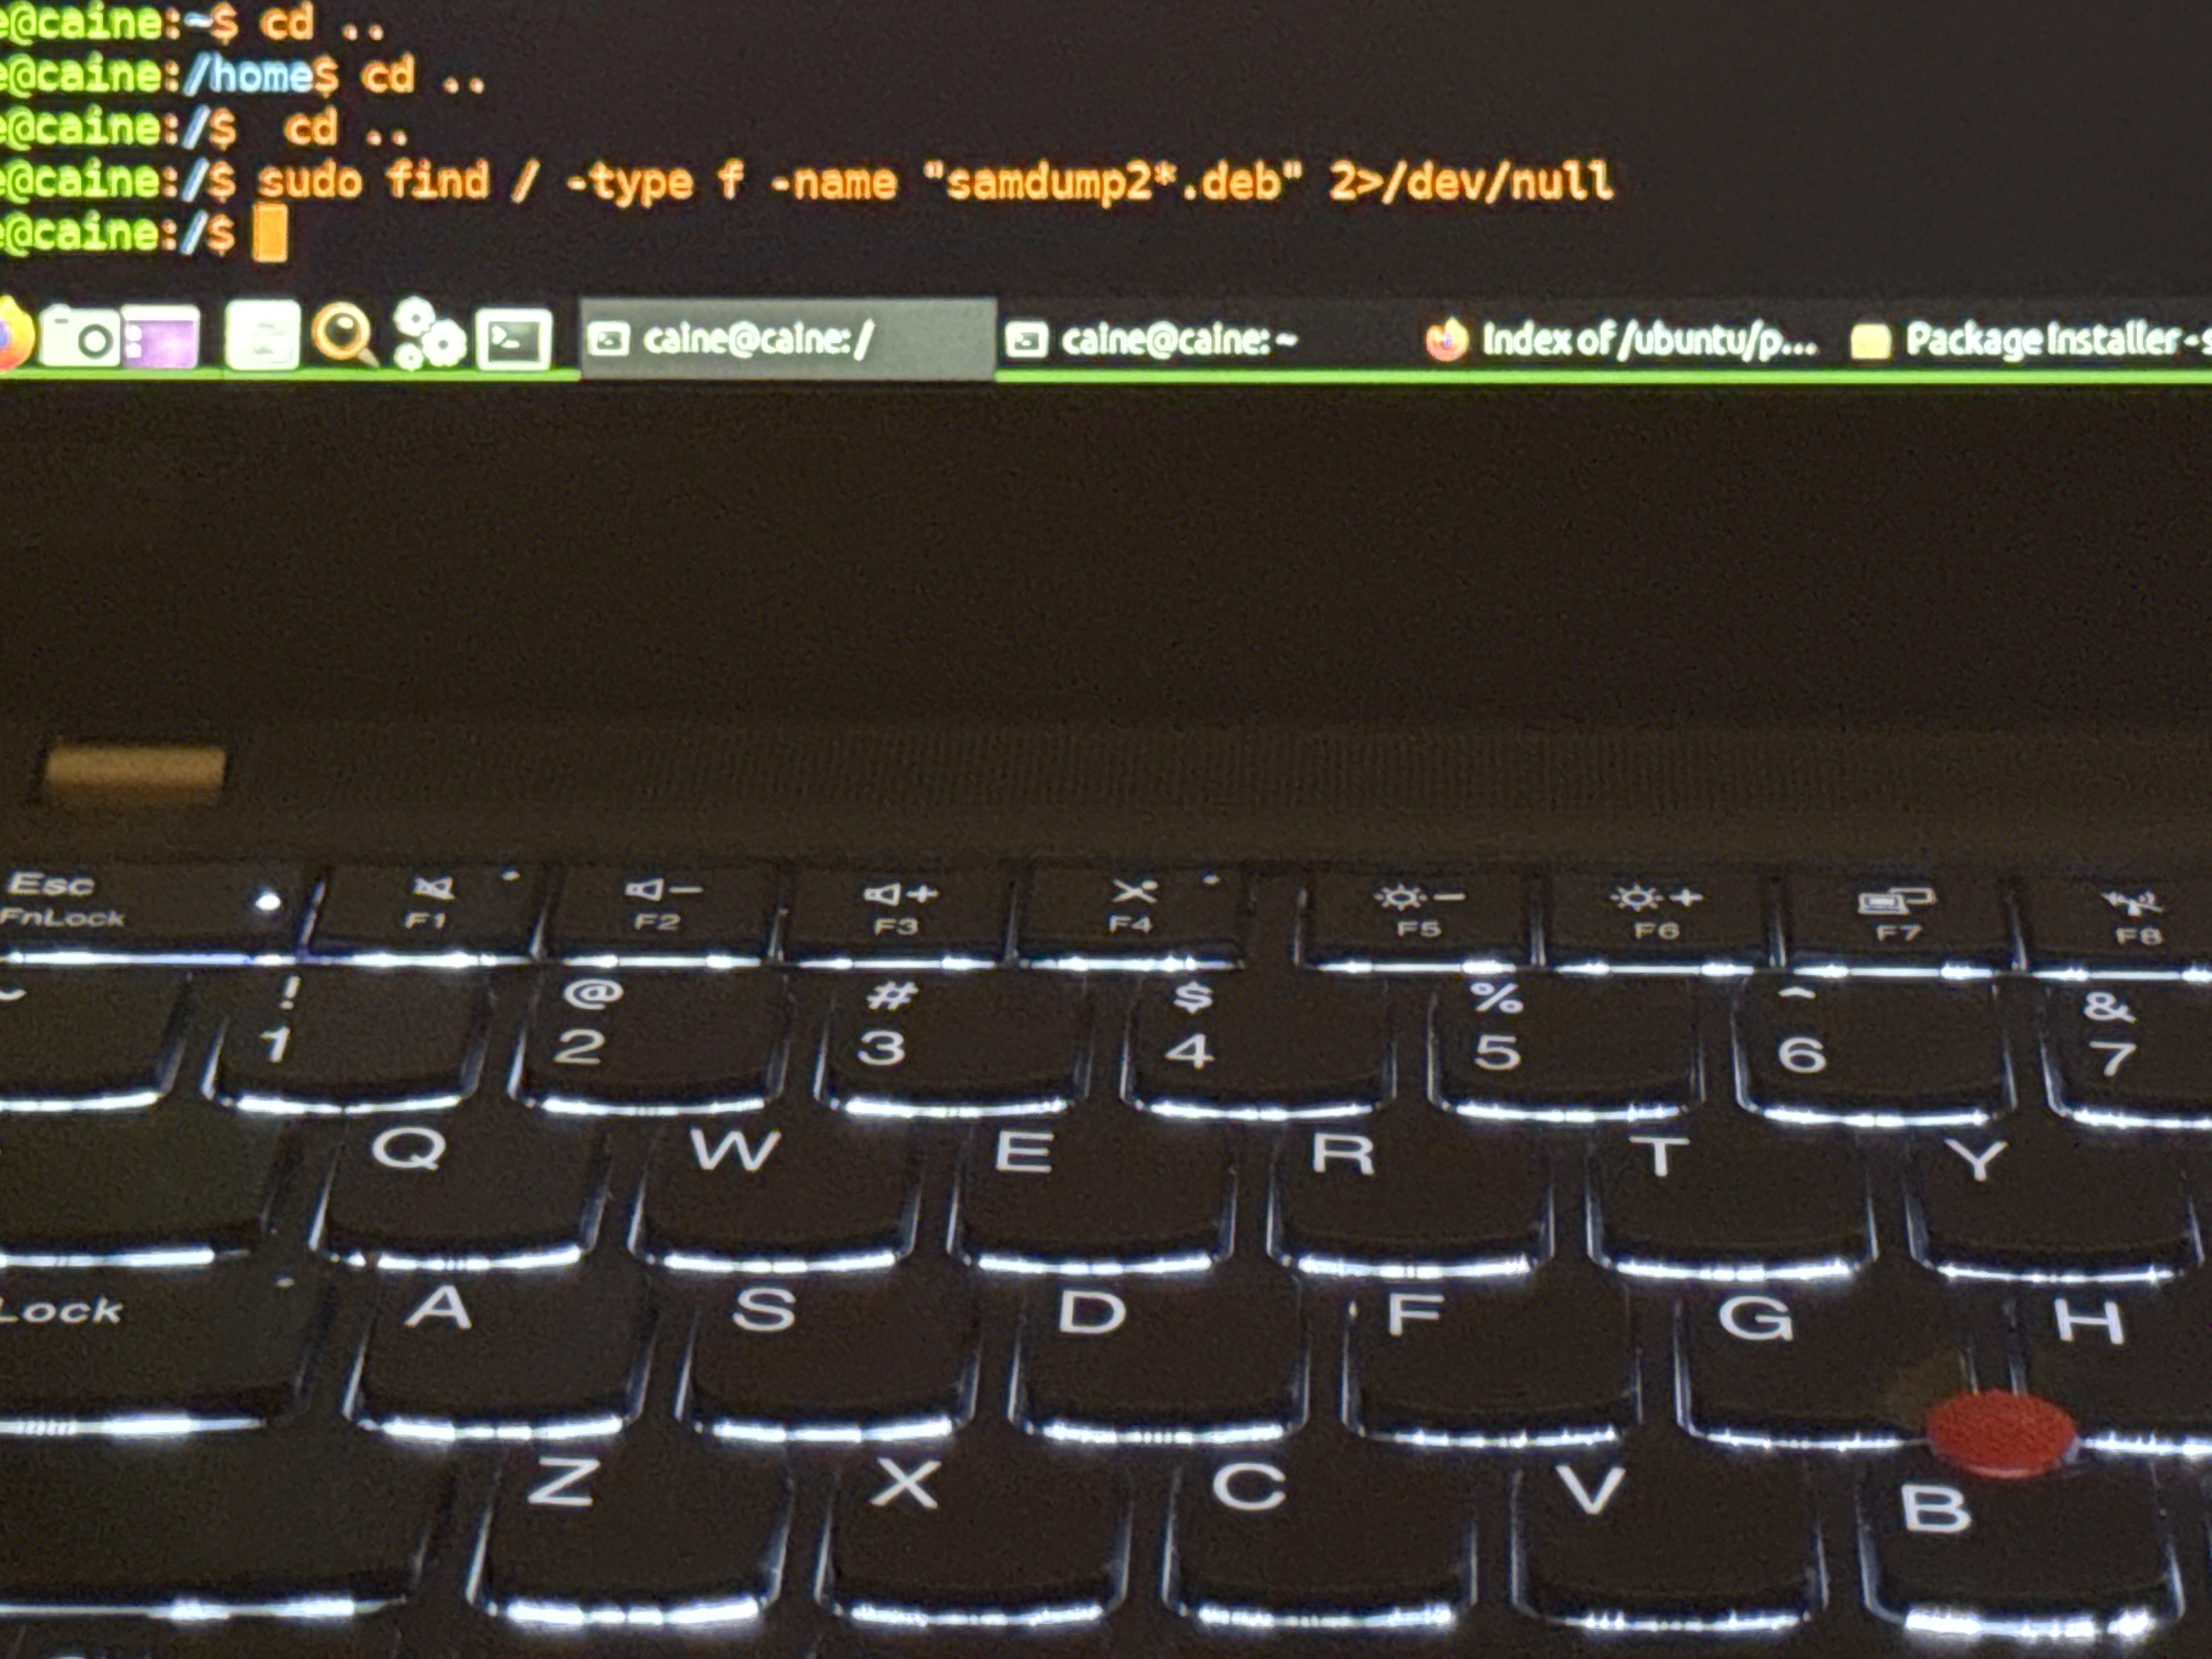 e@caine:~$ cd ..
e@caine:/home$ cd ..
e@caine:/$  cd ..
e@caine:/$ sudo find / -type f -name "samdump2*.deb" 2>/dev/null
e@caine:/$
caine@caine: / caine@caine: ~ Index of /ubuntu/p... Package Installer - s
Esc F1 F2 F3 F4 F5 F6 F7 F8
FnLock
~ ! @ # $ % ^ &
1 2 3 4 5 6 7
Q W E R T Y
Lock A S D F G H
Z X C V B